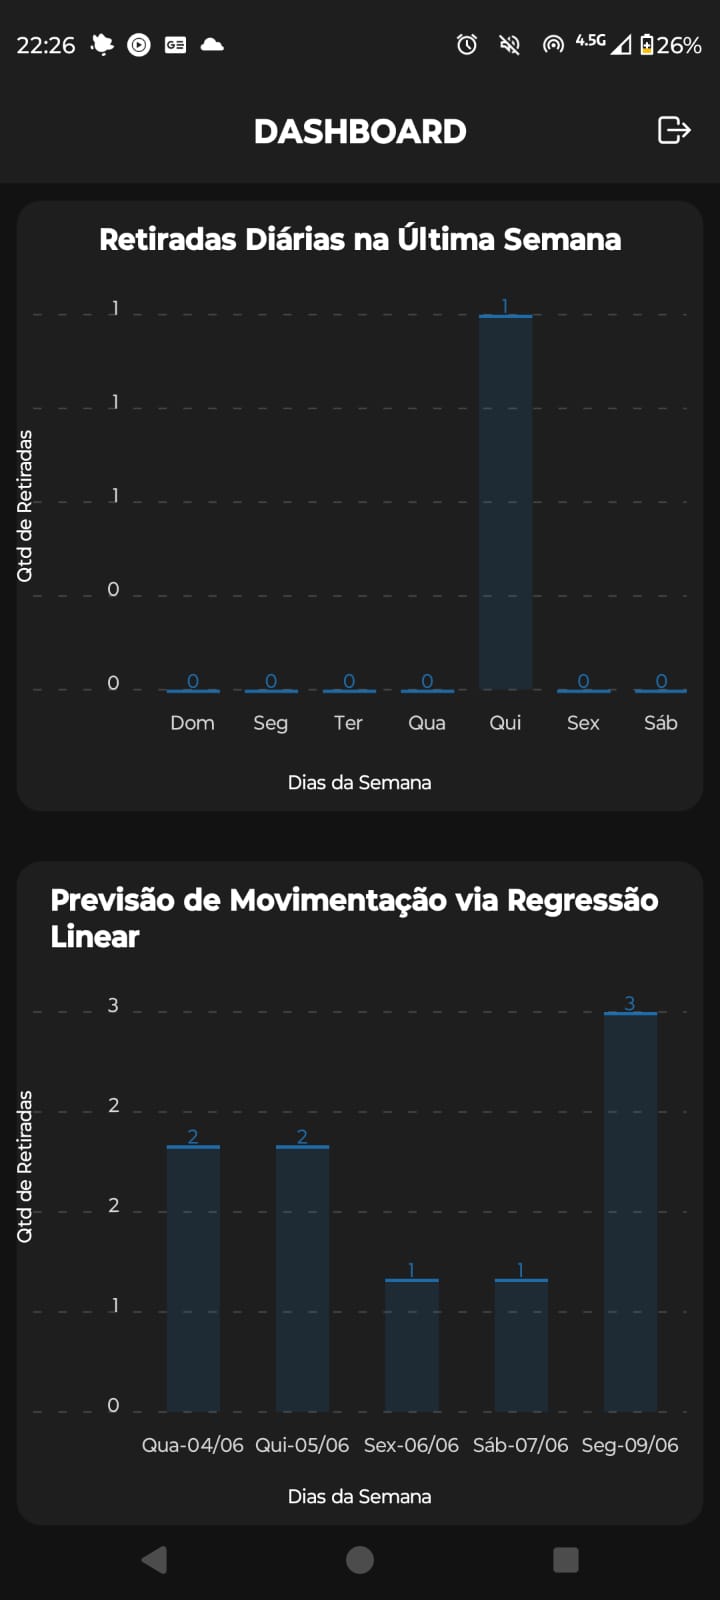 22:26 GE 4.5G 26%
DASHBOARD
Retiradas Diárias na Última Semana
1
1
1
1
0
0
Qtd de Retiradas
0 0 0 0 0 0
Dom Seg Ter Qua Qui Sex Sáb
Dias da Semana
Previsão de Movimentação via Regressão
Linear
3
3
2
2
1
0
Qtd de Retiradas
2 2 1 1
Qua-04/06 Qui-05/06 Sex-06/06 Sáb-07/06 Seg-09/06
Dias da Semana